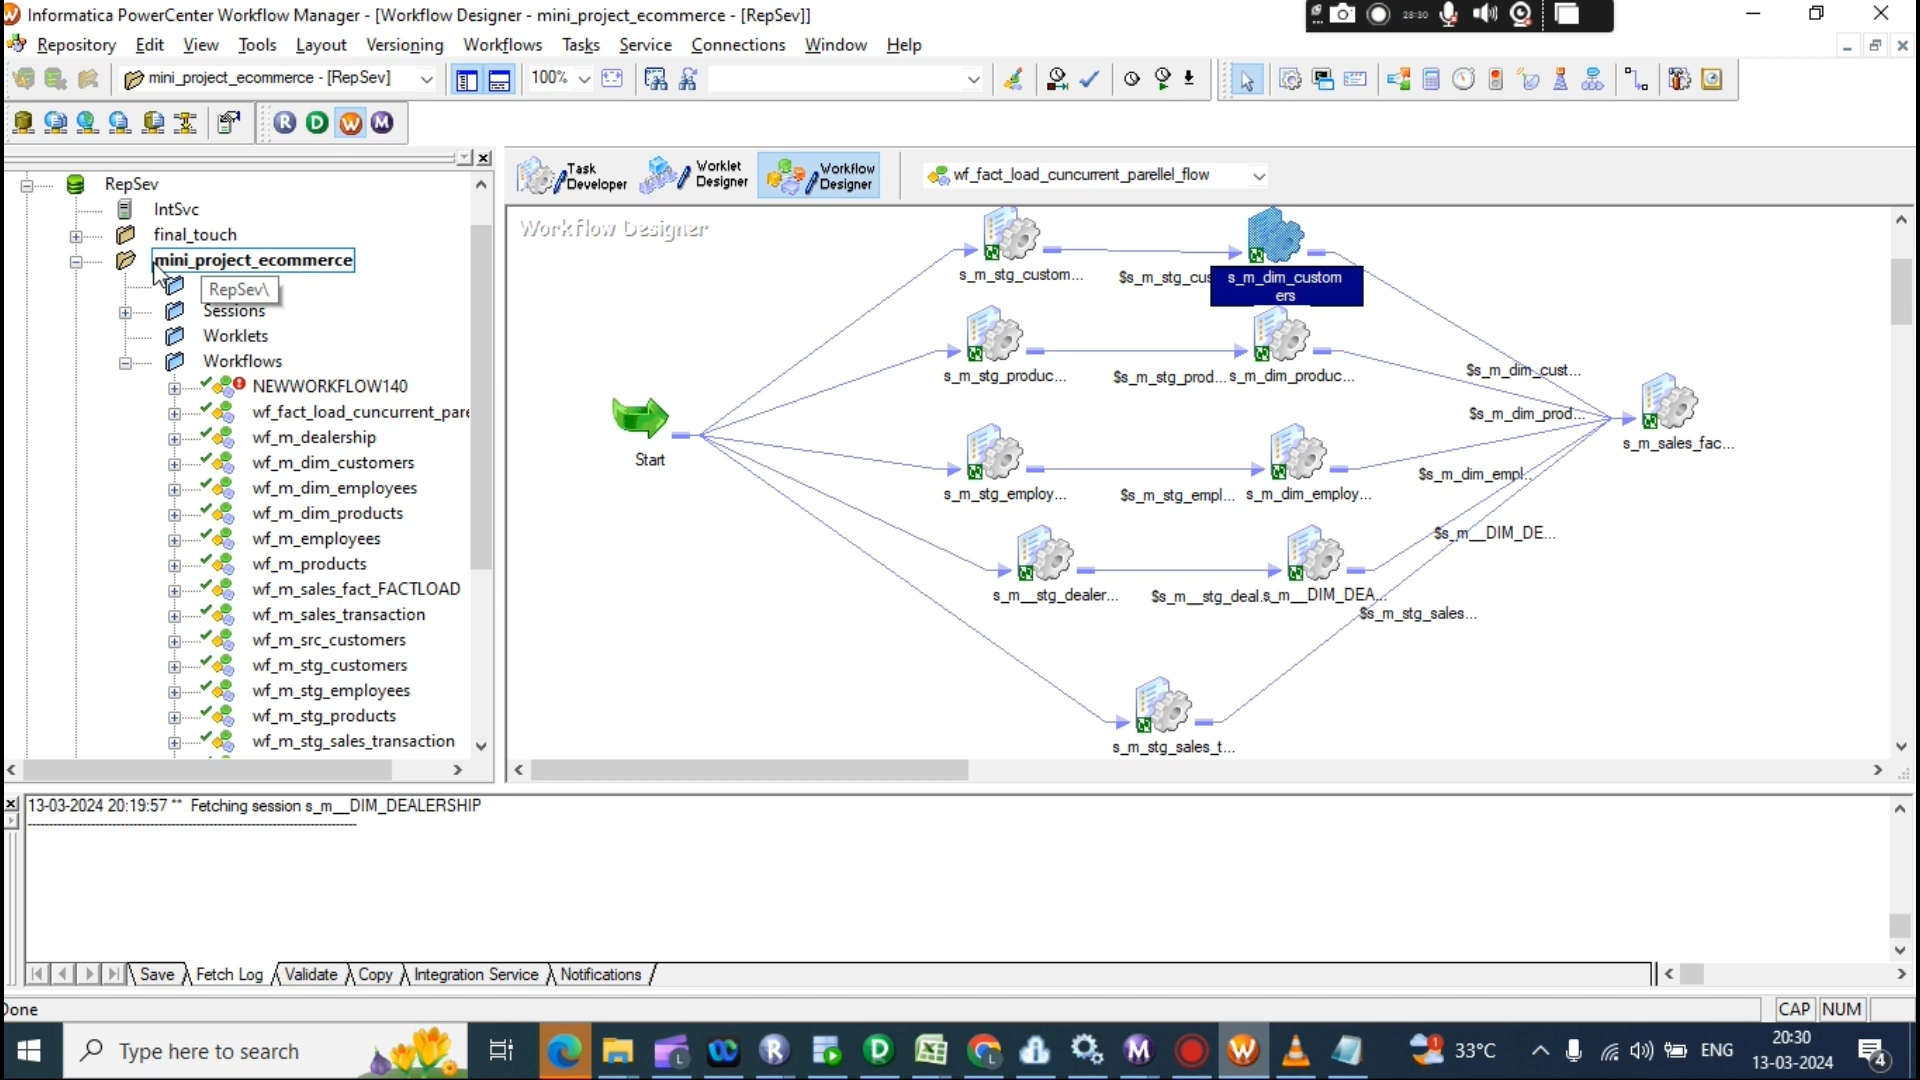 Informatica PowerCenter Workflow Manager - [Workflow Designer - mini_project_ecommerce - [RepSev]]
28:30
Repository Edit View Tools Layout Versioning Workflows Tasks Service Connections Window Help
mini_project_ecommerce - [RepSev] 100%
R D W M
RepSev
IntSvc
final_touch
mini_project_ecommerce
RepSev\
Sessions
Worklets
Workflows
NEWWORKFLOW140
wf_fact_load_cuncurrent_pare
wf_m_dealership
wf_m_dim_customers
wf_m_dim_employees
wf_m_dim_products
wf_m_employees
wf_m_products
wf_m_sales_fact_FACTLOAD
wf_m_sales_transaction
wf_m_src_customers
wf_m_stg_customers
wf_m_stg_employees
wf_m_stg_products
wf_m_stg_sales_transaction
Task Developer
Worklet Designer
Workflow Designer
wf_fact_load_cuncurrent_parellel_flow
Workflow Designer
s_m_stg_custom...
$s_m_stg_cus
s_m_dim_custom
ers
s_m_stg_produc...
$s_m_stg_prod...
s_m_dim_produc...
$s_m_dim_cust...
$s_m_dim_prod...
s_m_sales_fac...
Start
s_m_stg_employ...
$s_m_stg_empl...
s_m_dim_employ...
$s_m_dim_empl...
$s_m__DIM_DE...
s_m__stg_dealer...
$s_m__stg_deal.
s_m__DIM_DEA...
$s_m_stg_sales...
s_m_stg_sales_t...
13-03-2024 20:19:57 ** Fetching session s_m__DIM_DEALERSHIP
Save Fetch Log Validate Copy Integration Service Notifications
Done
CAP NUM
Type here to search
33°C
ENG
20:30
13-03-2024
4